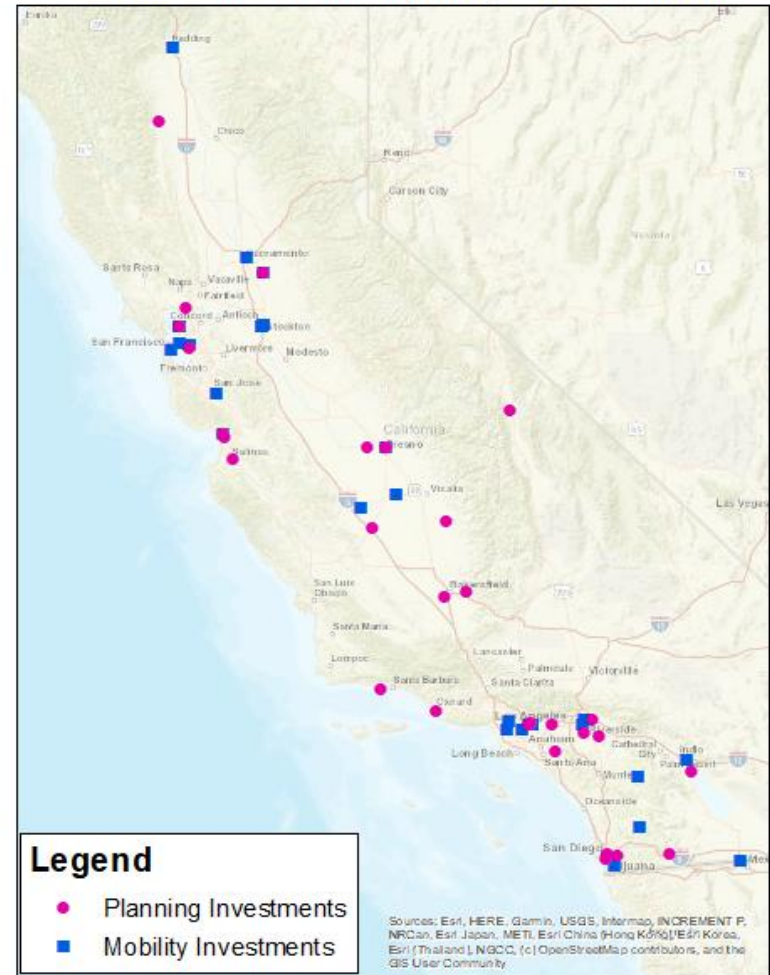 Eureka
Redding
Elko
Chico
Reno
Carson City
Nevada
Sacramento
Santa Rosa
Napa
Vacaville
Fairfield
Concord
Antioch
Stockton
San Francisco
Livermore
Modesto
Fremont
San Jose
California
Fresno
Salinas
Visalia
Las Vegas
San Luis
Obispo
Bakersfield
Santa Maria
Lompoc
Lancaster
Palmdale
Victorville
Santa Barbara
Santa Clarita
Oxnard
Los Angeles
Riverside
Anaheim
Cathedral
City
Indio
Long Beach
Santa Ana
Palm Desert
Oceanside
San Diego
Tijuana
Legend
Planning Investments
Mobility Investments
Sources: Esri, HERE, Garmin, USGS, Intermap, INCREMENT P,
NRCan, Esri Japan, METI, Esri China (Hong Kong), Esri Korea,
Esri (Thailand), NGCC, (c) OpenStreetMap contributors, and the
GIS User Community